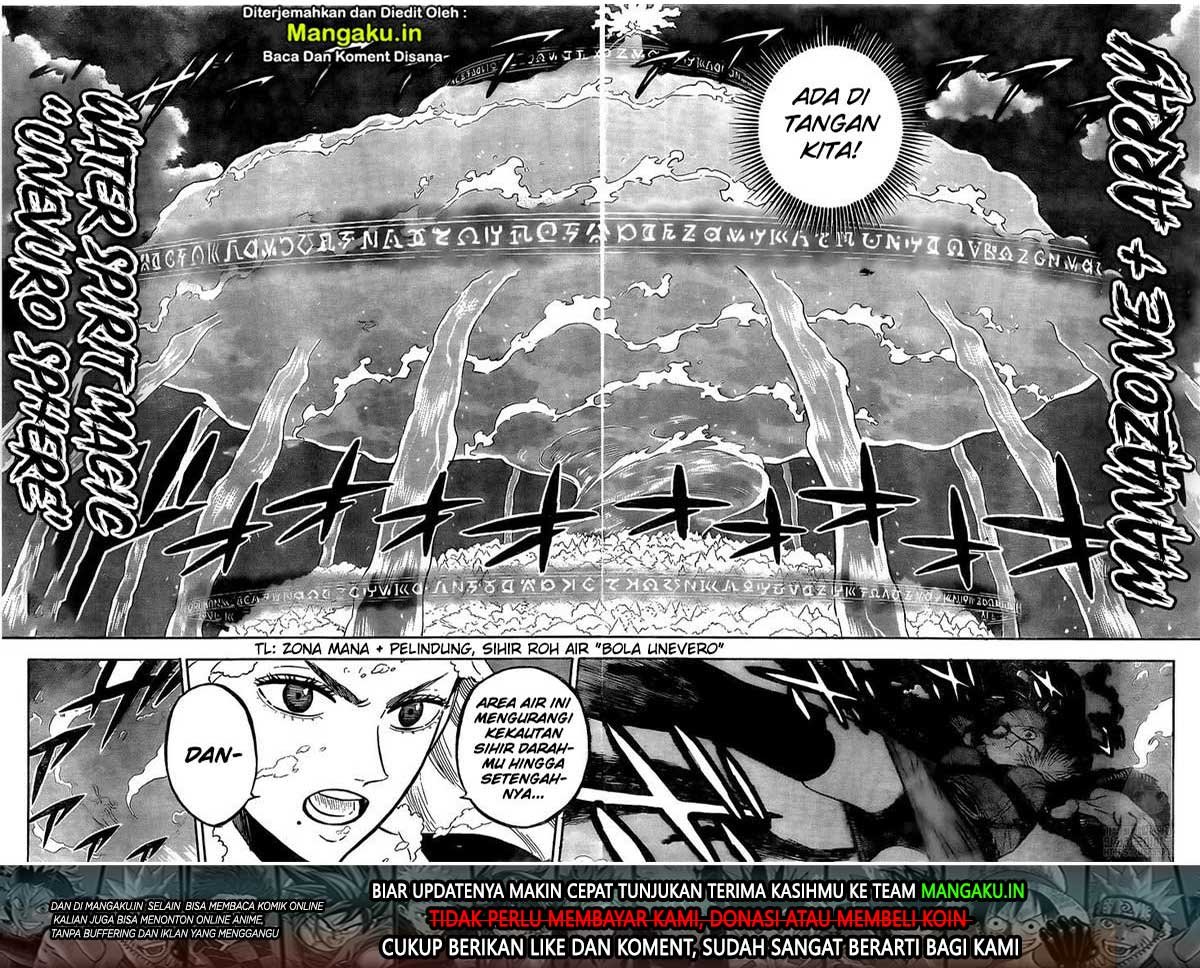 Diterjemahkan dan Diedit Oleh :
Mangaku.in
Baca Dan Koment Disana~
ADA DI
TANGAN
KITA!
MANAZONE + ARRAY
WATER SPIRIT MAGIC
"UNEVURO SPHERE"
TL: ZONA MANA + PELINDUNG, SIHIR ROH AIR "BOLA UNEVERO"
AREA AIR INI
MENGURANGI
KEKAUTAN
SIHIR DARAH-
MU HINGGA
SETENGAH-
NYA...
DAN-
DAN DI MANGAKU.IN SELAIN BISA MEMBACA KOMIK ONLINE
KALIAN JUGA BISA MENONTON ONLINE ANIME,
TANPA BUFFERING DAN IKLAN YANG MENGGANGU
BIAR UPDATENYA MAKIN CEPAT TUNJUKAN TERIMA KASIHMU KE TEAM MANGAKU.IN
TIDAK PERLU MEMBAYAR KAMI, DONASI ATAU MEMBELI KOIN
CUKUP BERIKAN LIKE DAN KOMENT, SUDAH SANGAT BERARTI BAGI KAMI